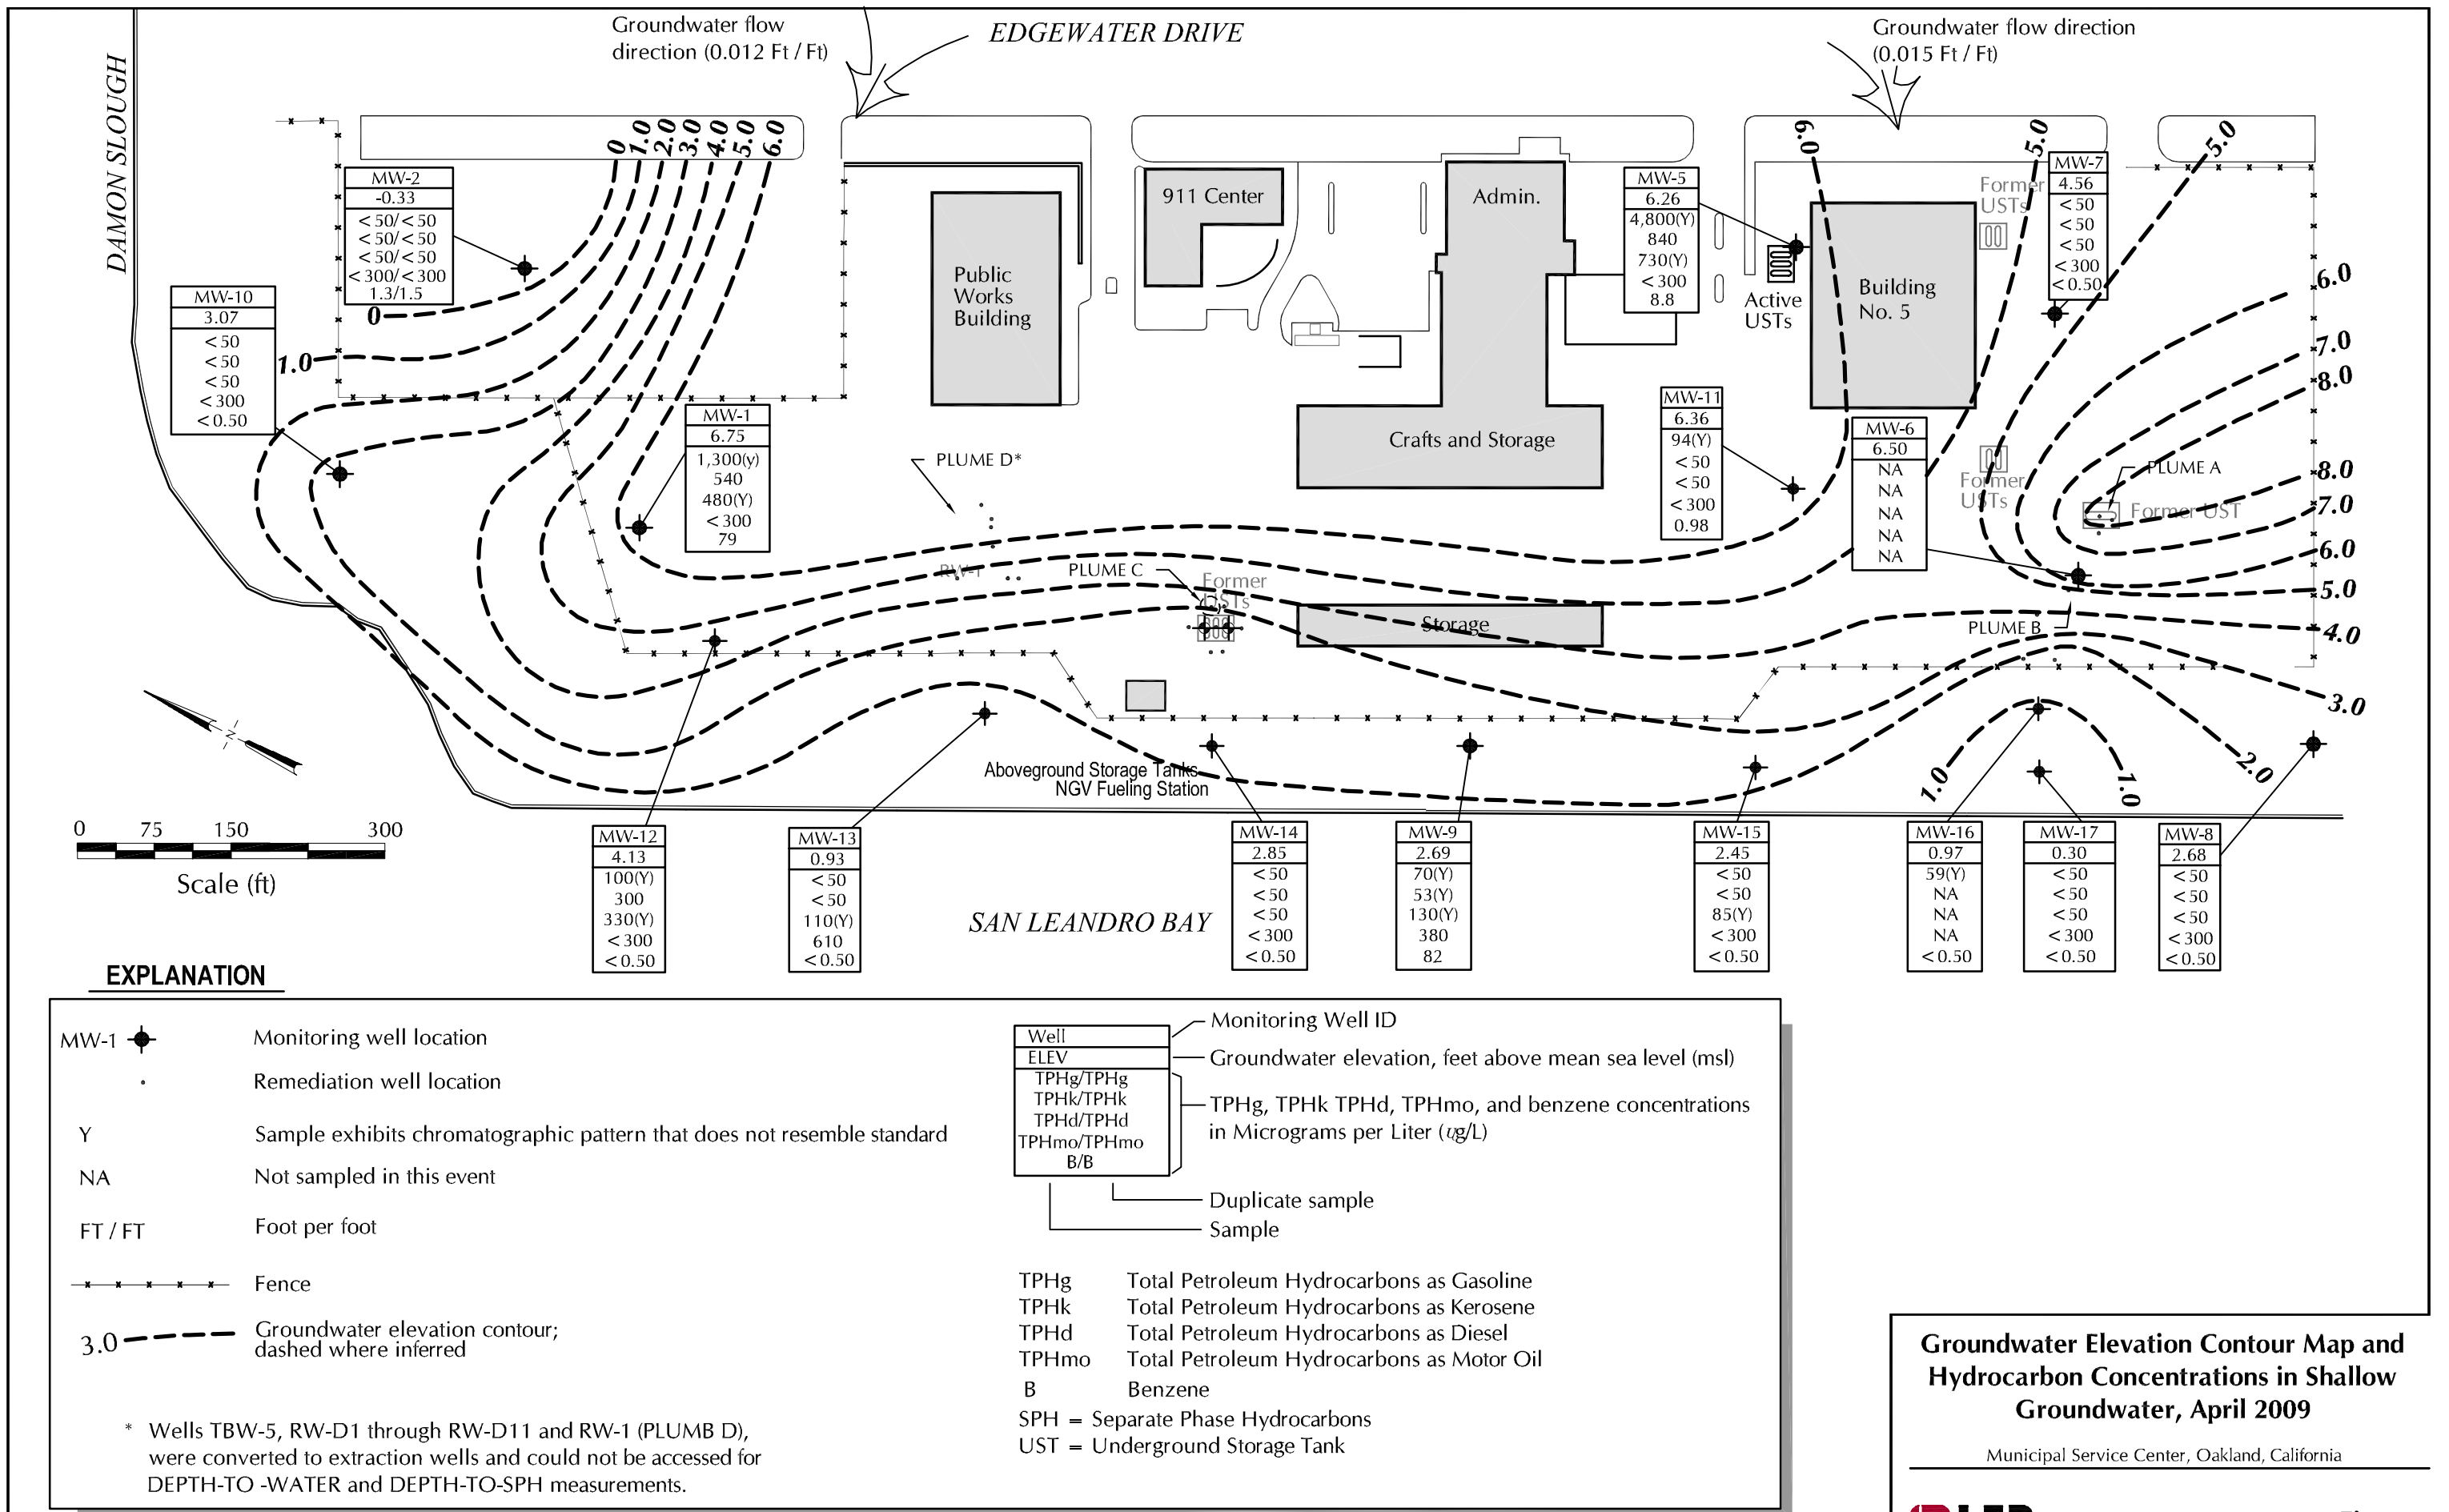 Groundwater flow
direction (0.012 Ft / Ft)
EDGEWATER DRIVE
Groundwater flow direction
(0.015 Ft / Ft)
DAMON SLOUGH
0
1.0
2.0
3.0
4.0
5.0
6.0
6.0
5.0
5.0
MW-2
-0.33
<50/<50
<50/<50
<50/<50
<300/<300
1.3/1.5
0
1.0
MW-10
3.07
<50
<50
<50
<300
<0.50
Public
Works
Building
911 Center
Admin.
Crafts and Storage
MW-5
6.26
4,800(Y)
840
730(Y)
<300
8.8
Active
USTs
Building
No. 5
Former
USTs
MW-7
4.56
<50
<50
<50
<300
<0.50
6.0
7.0
8.0
8.0
7.0
6.0
5.0
4.0
3.0
2.0
1.0
1.0
MW-1
6.75
1,300(y)
540
480(Y)
<300
79
PLUME D*
RW-1
PLUME C
Former
USTs
Storage
MW-11
6.36
94(Y)
<50
<50
<300
0.98
MW-6
6.50
NA
NA
NA
NA
NA
Former
USTs
PLUME A
Former UST
PLUME B
N
Aboveground Storage Tanks
NGV Fueling Station
0 75 150 300
Scale (ft)
MW-12
4.13
100(Y)
300
330(Y)
<300
<0.50
MW-13
0.93
<50
<50
110(Y)
610
<0.50
SAN LEANDRO BAY
MW-14
2.85
<50
<50
<50
<300
<0.50
MW-9
2.69
70(Y)
53(Y)
130(Y)
380
82
MW-15
2.45
<50
<50
85(Y)
<300
<0.50
MW-16
0.97
59(Y)
NA
NA
NA
<0.50
MW-17
0.30
<50
<50
<50
<300
<0.50
MW-8
2.68
<50
<50
<50
<300
<0.50
EXPLANATION
MW-1 Monitoring well location
Remediation well location
Y Sample exhibits chromatographic pattern that does not resemble standard
NA Not sampled in this event
FT / FT Foot per foot
Fence
3.0 Groundwater elevation contour;
dashed where inferred
* Wells TBW-5, RW-D1 through RW-D11 and RW-1 (PLUMB D),
were converted to extraction wells and could not be accessed for
DEPTH-TO -WATER and DEPTH-TO-SPH measurements.
Well
ELEV
TPHg/TPHg
TPHk/TPHk
TPHd/TPHd
TPHmo/TPHmo
B/B
Monitoring Well ID
Groundwater elevation, feet above mean sea level (msl)
TPHg, TPHk TPHd, TPHmo, and benzene concentrations
in Micrograms per Liter (ug/L)
Duplicate sample
Sample
TPHg Total Petroleum Hydrocarbons as Gasoline
TPHk Total Petroleum Hydrocarbons as Kerosene
TPHd Total Petroleum Hydrocarbons as Diesel
TPHmo Total Petroleum Hydrocarbons as Motor Oil
B Benzene
SPH = Separate Phase Hydrocarbons
UST = Underground Storage Tank
Groundwater Elevation Contour Map and
Hydrocarbon Concentrations in Shallow
Groundwater, April 2009
Municipal Service Center, Oakland, California